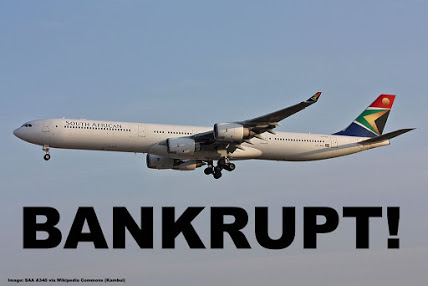 SOUTH AFRICAN
BANKRUPT!
Image: SAA A340 via Wikipedia Commons (Kambui)